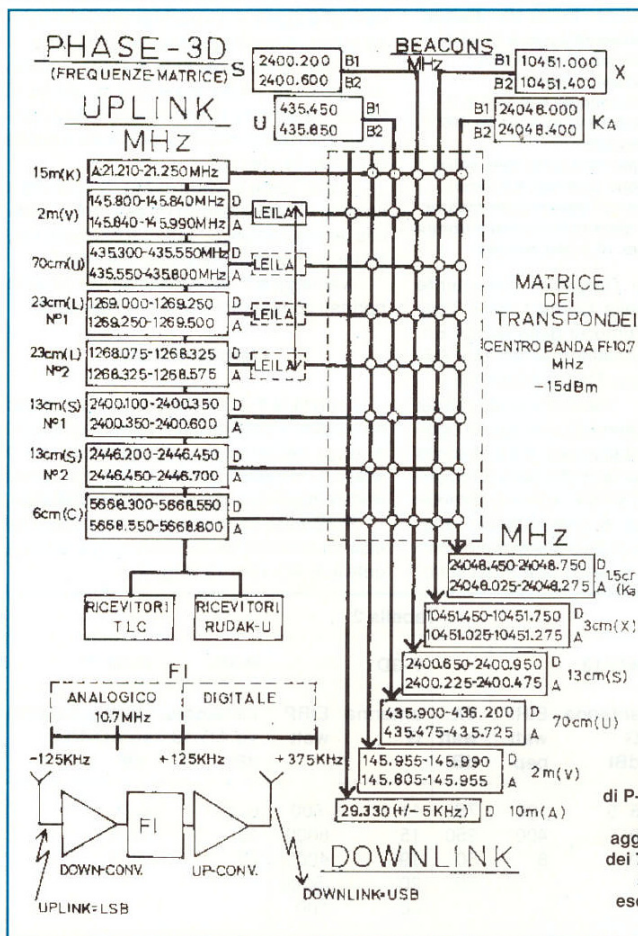 PHASE-3D
(FREQUENZE-MATRICE)
BEACONS
MHz
S
2400.200 B1
2400.600 B2
U
435.450 B1
435.850 B2
B1 10451.000
B2 10451.400
X
B1 24048.000
B2 24048.400
KA
UPLINK
MHz
15m(K) A:21.210-21.250MHz
2m(V)
145.800-145.840MHz D
145.840-145.990MHz A
LEILA
70cm(U)
435.300-435.550MHz D
435.550-435.800MHz A
LEILA
23cm(L) Nº1
1269.000-1269.250 D
1269.250-1269.500 A
LEILA
23cm(L) Nº2
1268.075-1268.325 D
1268.325-1268.575 A
LEILA
13cm(S) Nº1
2400.100-2400.350 D
2400.350-2400.600 A
13cm(S) Nº2
2446.200-2446.450 D
2446.450-2446.700 A
6cm(C)
5668.300-5668.550 D
5668.550-5668.800 A
RICEVITORI
TLC
RICEVITORI
RUDAK-U
MATRICE
DEI
TRANSPONDEI
CENTRO BANDA FI=10,7
MHz
-15dBm
MHz
24048.450-24048.750 D
24048.025-24048.275 A
1.5cr
(Ka
10451.450-10451.750 D
10451.025-10451.275 A
3cm(X)
2400.650-2400.950 D
2400.225-2400.475 A
13cm(S)
435.900-436.200 D
435.475-435.725 A
70cm(U)
145.955-145.990 D
145.805-145.955 A
2m(V)
29.330(+/-5KHz) D 10m(A)
DOWNLINK
FI
ANALOGICO
10.7MHz
DIGITALE
-125KHz
+125KHz
+375KHz
FI
DOWN-CONV.
UP-CONV.
UPLINK=LSB
DOWNLINK=USB
di P-
agg
dei 7
esc